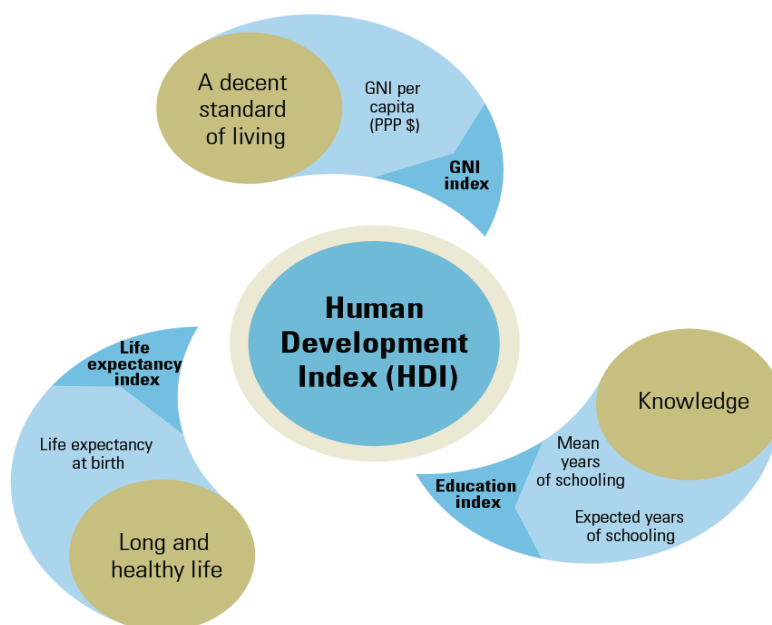 A decent
standard
of living
GNI per
capita
(PPP $)
GNI
index
Human
Development
Index (HDI)
Life
expectancy
index
Life expectancy
at birth
Long and
healthy life
Knowledge
Mean
years
of schooling
Expected years
of schooling
Education
index